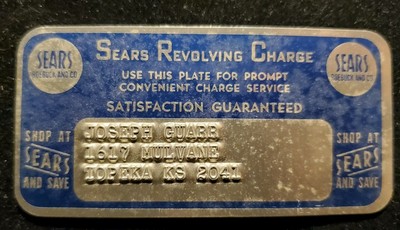 SEARS
ROEBUCK AND CO
SEARS REVOLVING CHARGE
USE THIS PLATE FOR PROMPT
CONVENIENT CHARGE SERVICE
SATISFACTION GUARANTEED
SEARS
ROEBUCK AND CO
SHOP AT
SEARS
AND SAVE
JOSEPH GUARR
1617 MULVANE
TOPEKA KS 2041
SHOP AT
SEARS
AND SAVE